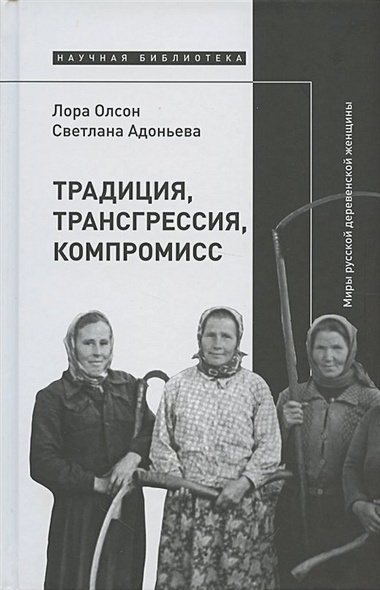 НАУЧНАЯ БИБЛИОТЕКА
Лора Олсон
Светлана Адоньева
ТРАДИЦИЯ,
ТРАНСГРЕССИЯ,
КОМПРОМИСС
Миры русской деревенской женщины